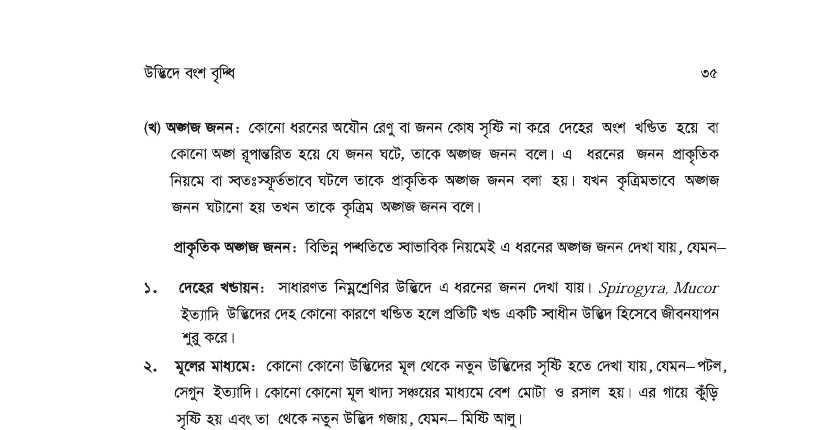 উদ্ভিদে বংশ বৃদ্ধি ৩৫
(খ) অঙ্গজ জনন: কোনো ধরনের অযৌন রেণু বা জনন কোষ সৃষ্টি না করে দেহের অংশ খণ্ডিত হয়ে বা
কোনো অঙ্গ রূপান্তরিত হয়ে যে জনন ঘটে, তাকে অঙ্গজ জনন বলে। এ ধরনের জনন প্রাকৃতিক
নিয়মে বা স্বতঃস্ফূর্তভাবে ঘটলে তাকে প্রাকৃতিক অঙ্গজ জনন বলা হয়। যখন কৃত্রিমভাবে অঙ্গজ
জনন ঘটানো হয় তখন তাকে কৃত্রিম অঙ্গজ জনন বলে।
প্রাকৃতিক অঙ্গজ জনন: বিভিন্ন পদ্ধতিতে স্বাভাবিক নিয়মেই এ ধরনের অঙ্গজ জনন দেখা যায়, যেমন–
১. দেহের খন্ডায়ন: সাধারণত নিম্নশ্রেণির উদ্ভিদে এ ধরনের জনন দেখা যায়। Spirogyra, Mucor
ইত্যাদি উদ্ভিদের দেহ কোনো কারণে খন্ডিত হলে প্রতিটি খন্ড একটি স্বাধীন উদ্ভিদ হিসেবে জীবনযাপন
শুরু করে।
২. মূলের মাধ্যমে: কোনো কোনো উদ্ভিদের মূল থেকে নতুন উদ্ভিদের সৃষ্টি হতে দেখা যায়, যেমন– পটল,
সেগুন ইত্যাদি। কোনো কোনো মূল খাদ্য সঞ্চয়ের মাধ্যমে বেশ মোটা ও রসাল হয়। এর গায়ে কুঁড়ি
সৃষ্টি হয় এবং তা থেকে নতুন উদ্ভিদ গজায়, যেমন– মিষ্টি আলু।